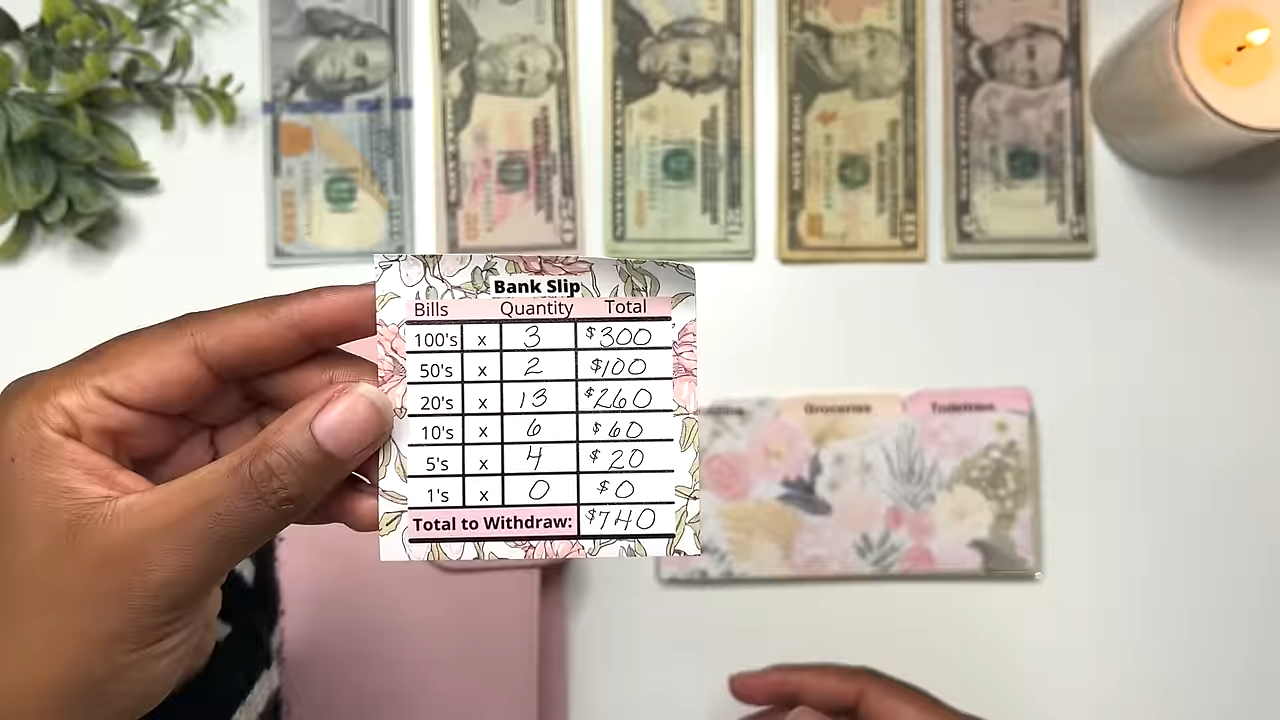 Bank Slip
Bills Quantity Total
100's x 3 $300
50's x 2 $100
20's x 13 $260
10's x 6 $60
5's x 4 $20
1's x 0 $0
Total to Withdraw: $740
Groceries Toiletries